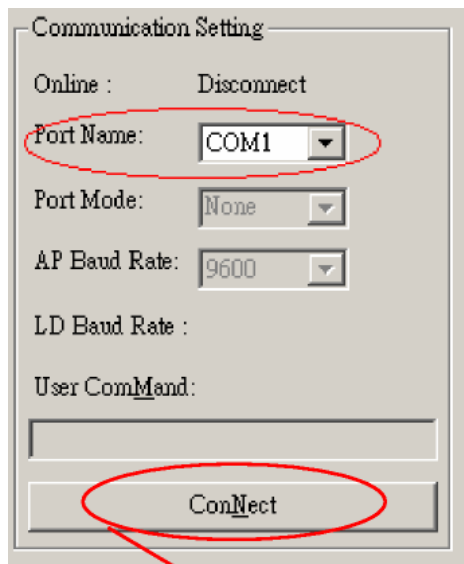 Communication Setting
Online : Disconnect
Port Name: COM1
Port Mode: None
AP Baud Rate: 9600
LD Baud Rate :
User ComMand:
ConNect